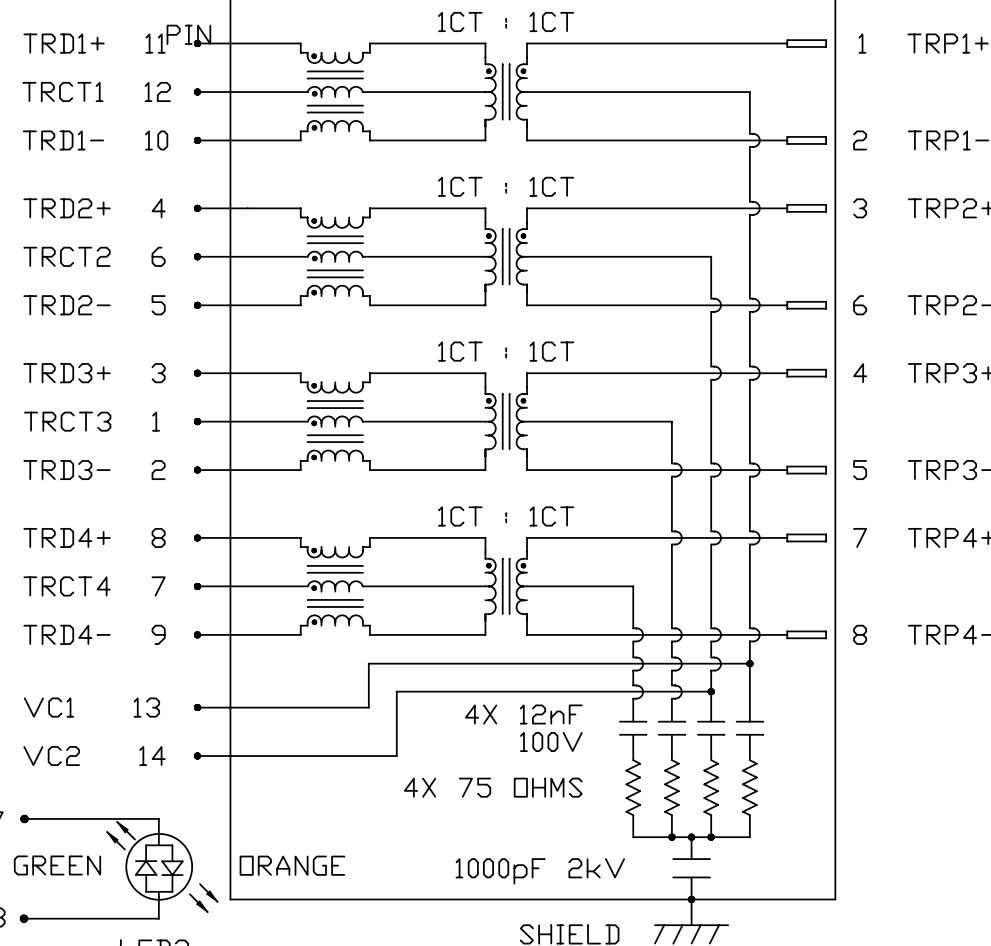 1CT : 1CT
PIN
TRD1+ 11 1 TRP1+
TRCT1 12
TRD1- 10 2 TRP1-
1CT : 1CT
TRD2+ 4 3 TRP2+
TRCT2 6
TRD2- 5 6 TRP2-
1CT : 1CT
TRD3+ 3 4 TRP3+
TRCT3 1
TRD3- 2 5 TRP3-
1CT : 1CT
TRD4+ 8 7 TRP4+
TRCT4 7
TRD4- 9 8 TRP4-
VC1 13
4X 12nF
100V
VC2 14
4X 75 OHMS
GREEN ORANGE
1000pF 2kV
SHIELD